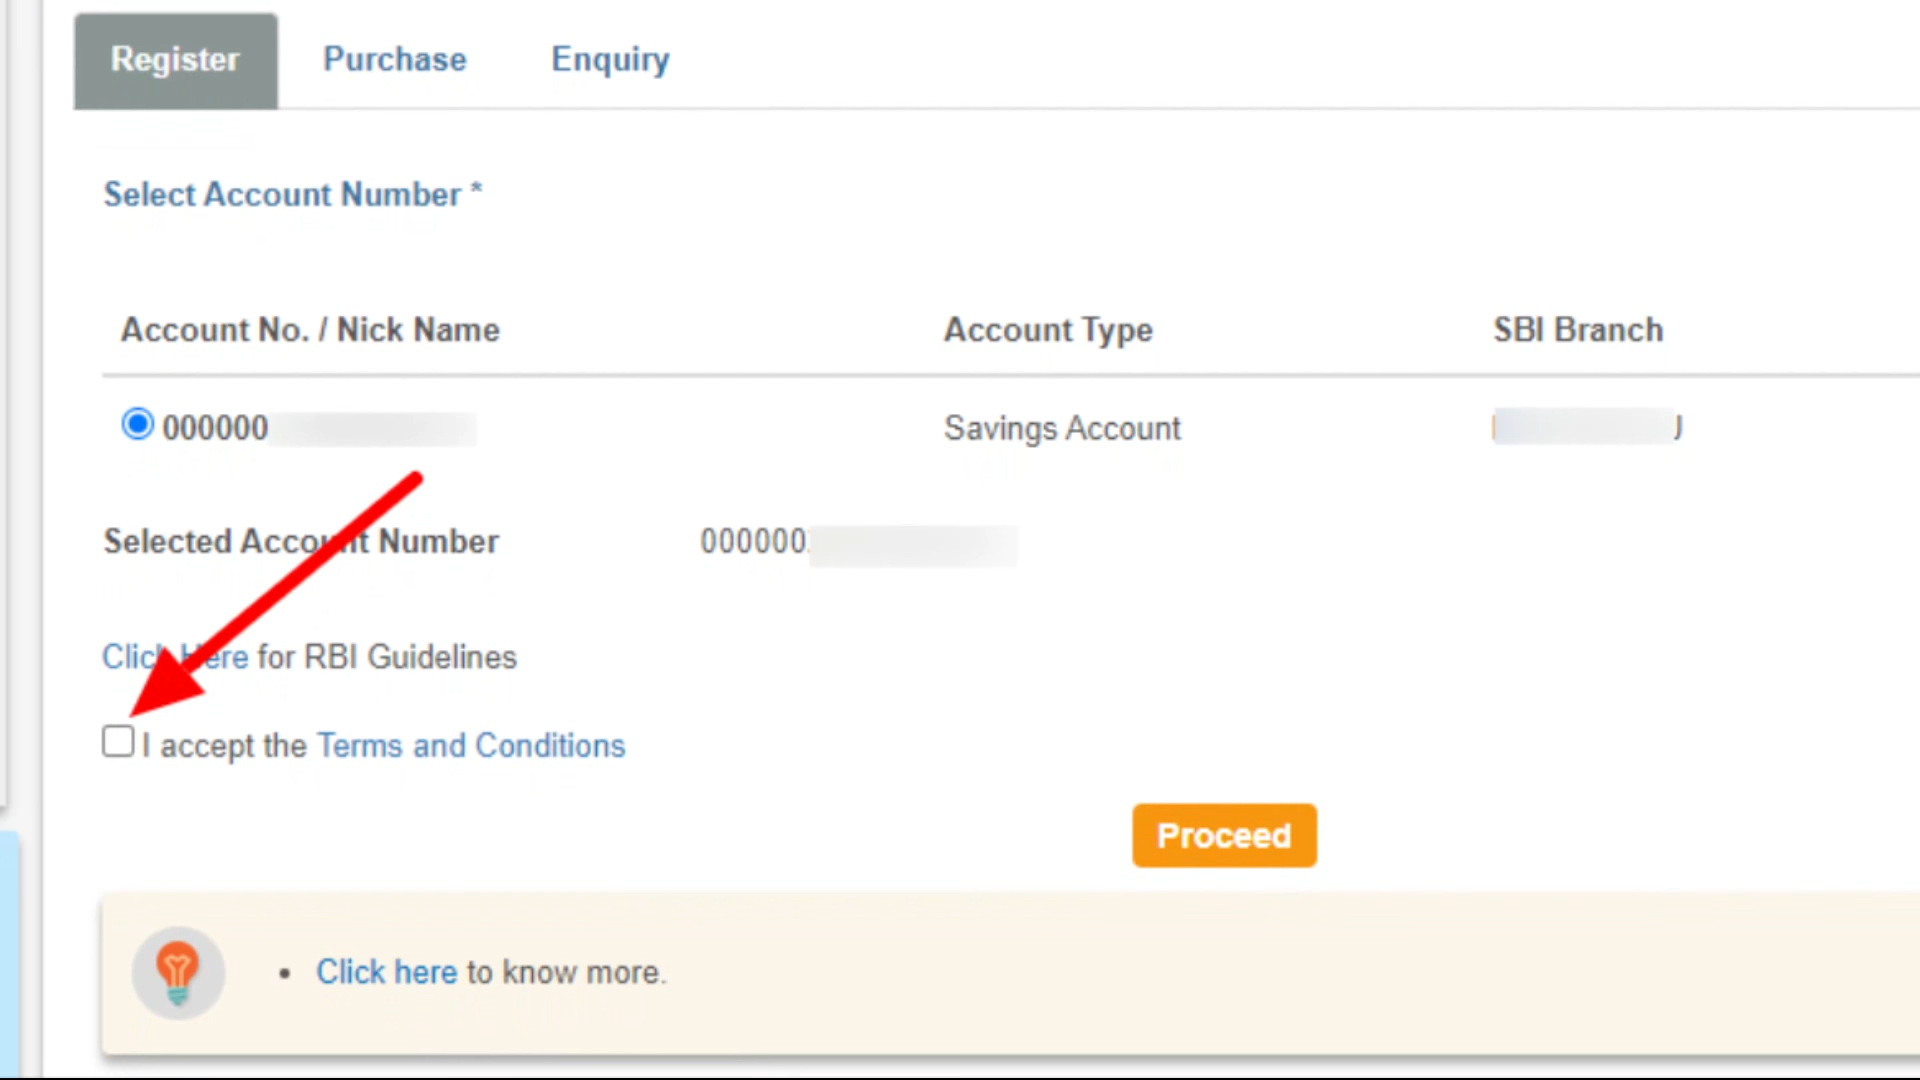 Register Purchase Enquiry
Select Account Number *
Account No. / Nick Name Account Type SBI Branch
000000 Savings Account
Selected Account Number 000000
Click Here for RBI Guidelines
I accept the Terms and Conditions
Proceed
• Click here to know more.